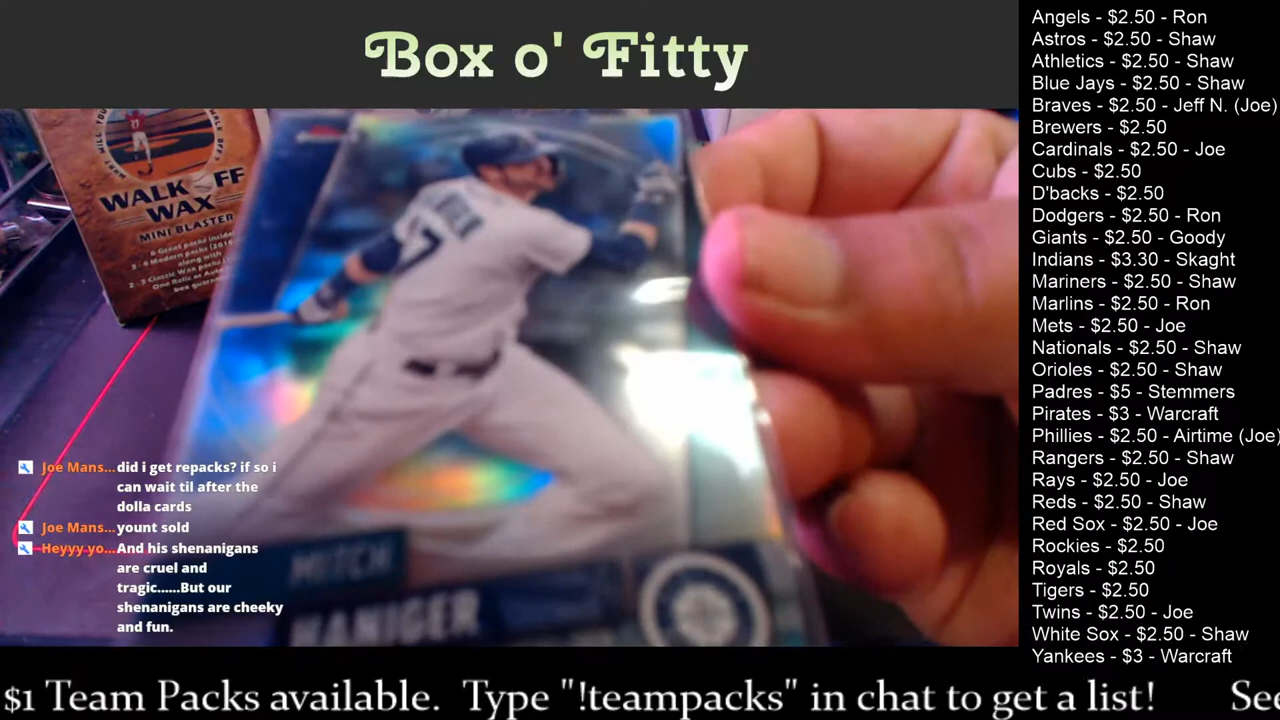 Box o' Fitty
WALK OFF
WAX
MINI BLASTER
HANIGER
MITCH
HANIGER
Joe Mans...did i get repacks? if so i
can wait til after the
dolla cards
Joe Mans...yount sold
Heyyy yo...And his shenanigans
are cruel and
tragic......But our
shenanigans are cheeky
and fun.
Angels - $2.50 - Ron
Astros - $2.50 - Shaw
Athletics - $2.50 - Shaw
Blue Jays - $2.50 - Shaw
Braves - $2.50 - Jeff N. (Joe)
Brewers - $2.50
Cardinals - $2.50 - Joe
Cubs - $2.50
D'backs - $2.50
Dodgers - $2.50 - Ron
Giants - $2.50 - Goody
Indians - $3.30 - Skaght
Mariners - $2.50 - Shaw
Marlins - $2.50 - Ron
Mets - $2.50 - Joe
Nationals - $2.50 - Shaw
Orioles - $2.50 - Shaw
Padres - $5 - Stemmers
Pirates - $3 - Warcraft
Phillies - $2.50 - Airtime (Joe)
Rangers - $2.50 - Shaw
Rays - $2.50 - Joe
Reds - $2.50 - Shaw
Red Sox - $2.50 - Joe
Rockies - $2.50
Royals - $2.50
Tigers - $2.50
Twins - $2.50 - Joe
White Sox - $2.50 - Shaw
Yankees - $3 - Warcraft
$1 Team Packs available. Type "!teampacks" in chat to get a list! See